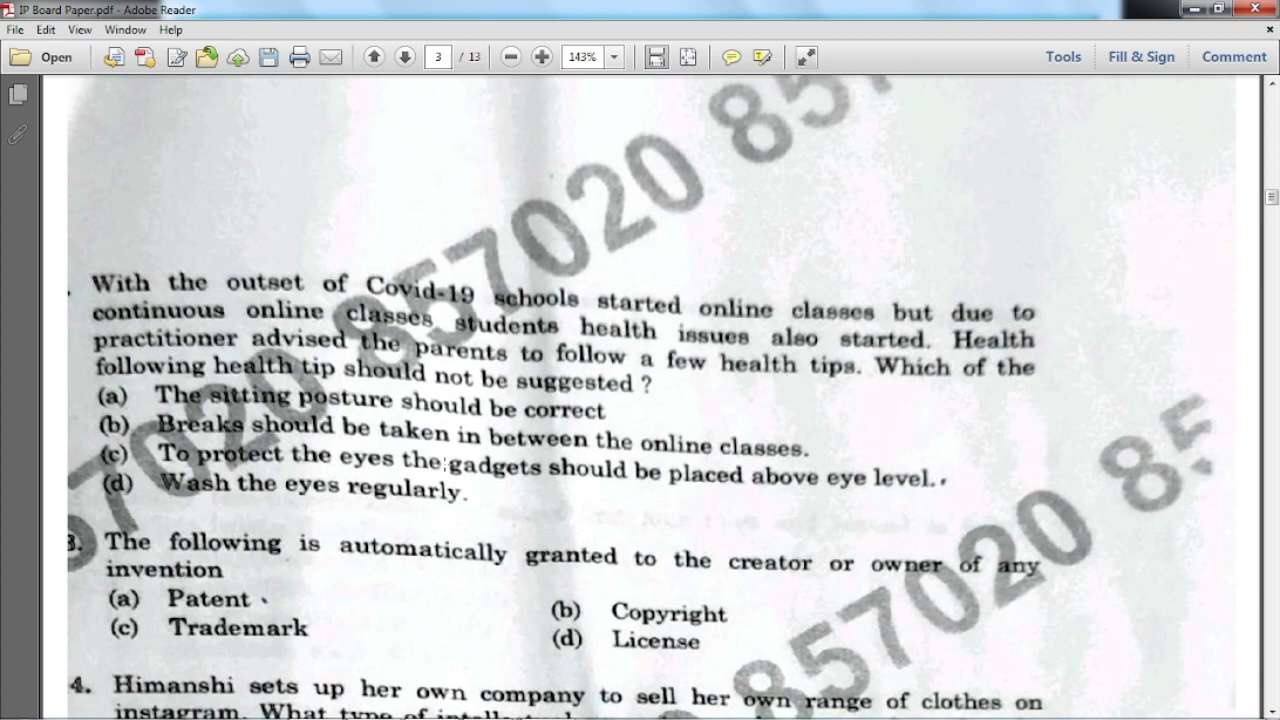 IP Board Paper.pdf - Adobe Reader
File Edit View Window Help
Open 3 / 13 143% Tools Fill & Sign Comment
857020 857020 857
With the outset of Covid-19 schools started online classes but due to
continuous online classes students health issues also started. Health
practitioner advised the parents to follow a few health tips. Which of the
following health tip should not be suggested ?
(a) The sitting posture should be correct
(b) Breaks should be taken in between the online classes.
(c) To protect the eyes the gadgets should be placed above eye level.
(d) Wash the eyes regularly.
857020 85
3. The following is automatically granted to the creator or owner of any
invention
(a) Patent
(b) Copyright
(c) Trademark
(d) License
4. Himanshi sets up her own company to sell her own range of clothes on
instagram. What type of